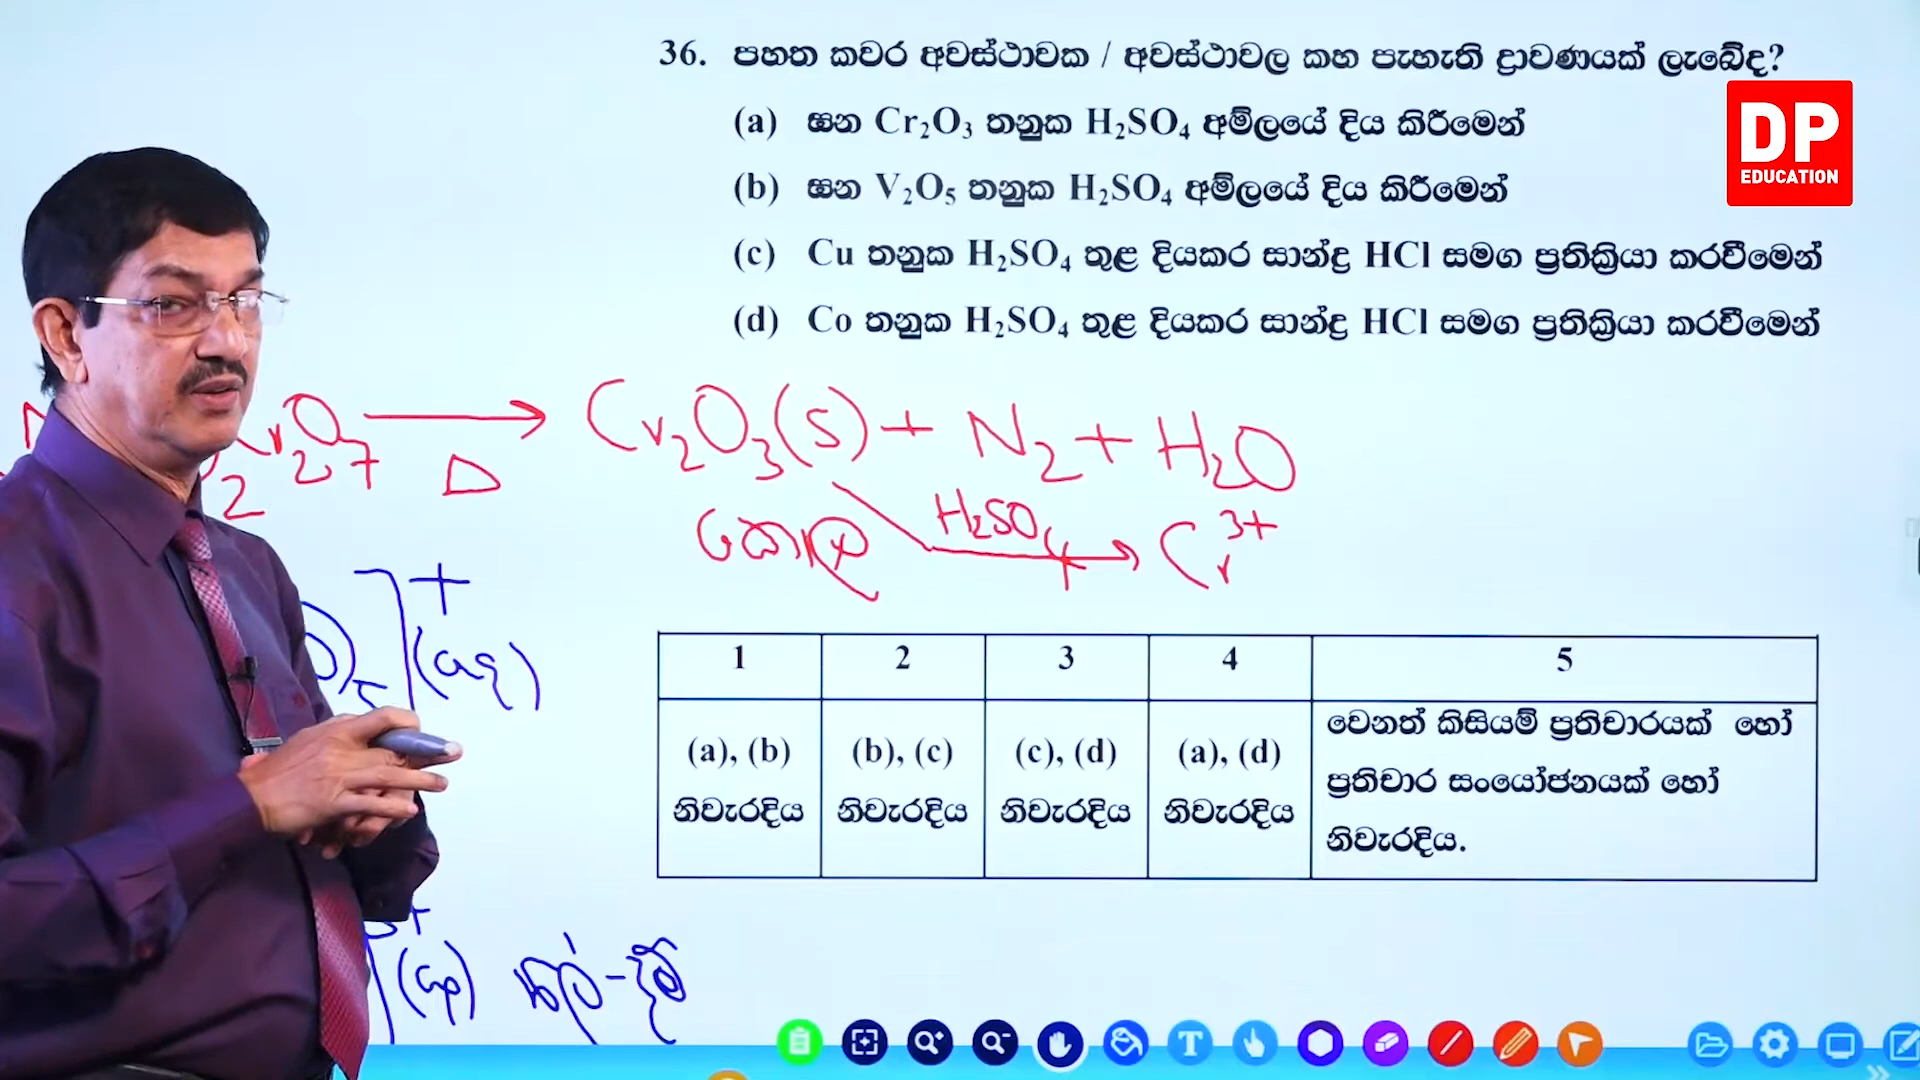 36. පහත කවර අවස්ථාවක / අවස්ථාවල කහ පැහැති ද්‍රාවණයක් ලැබේද?
(a) ඝන Cr₂O₃ තනුක H₂SO₄ අම්ලයේ දිය කිරීමෙන්
(b) ඝන V₂O₅ තනුක H₂SO₄ අම්ලයේ දිය කිරීමෙන්
(c) Cu තනුක H₂SO₄ තුළ දියකර සාන්ද්‍ර HCl සමග ප්‍රතික්‍රියා කරවීමෙන්
(d) Co තනුක H₂SO₄ තුළ දියකර සාන්ද්‍ර HCl සමග ප්‍රතික්‍රියා කරවීමෙන්
DP
EDUCATION
Cr₂O₃(s) + N₂ + H₂O
Δ
කොළ H₂SO₄ Cr³⁺
+
(aq)
1 2 3 4 5
(a), (b) නිවැරදිය
(b), (c) නිවැරදිය
(c), (d) නිවැරදිය
(a), (d) නිවැරදිය
වෙනත් කිසියම් ප්‍රතිචාරයක් හෝ
ප්‍රතිචාර සංයෝජනයක් හෝ
නිවැරදිය.
T